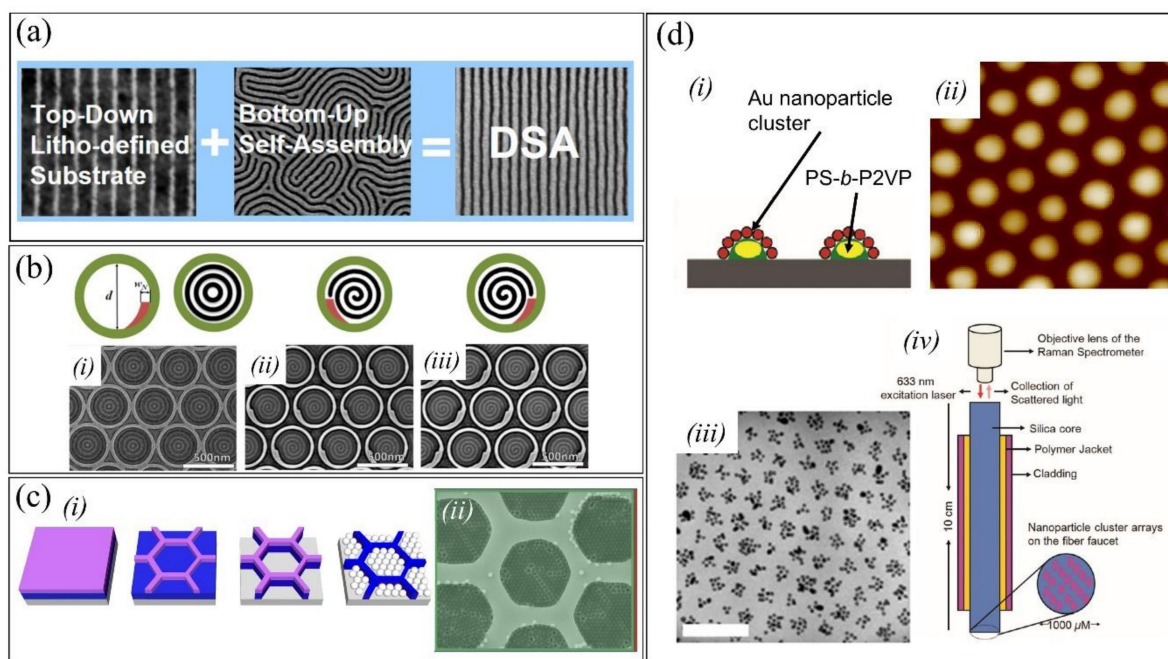 (a)
Top-Down
Litho-defined
Substrate
+
Bottom-Up
Self-Assembly
=
DSA
(b)
d
wN
(i)
500nm
(ii)
500nm
(iii)
500nm
(c)
(i)
(ii)
(d)
(i)
Au nanoparticle
cluster
PS-b-P2VP
(ii)
(iii)
(iv)
Objective lens of the
Raman Spectrometer
633 nm
excitation laser
Collection of
Scattered light
Silica core
Polymer Jacket
Cladding
10 cm
Nanoparticle cluster arrays
on the fiber faucet
1000 µM